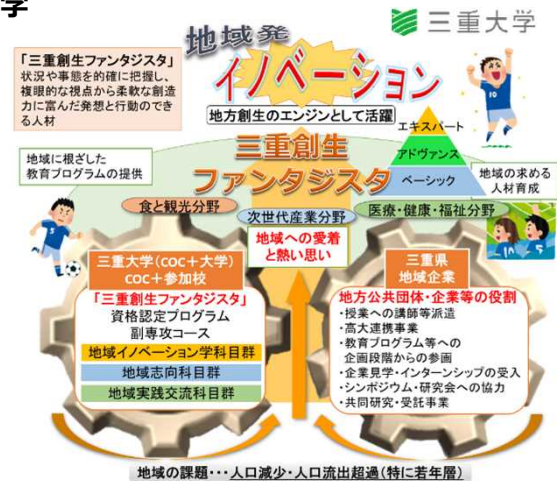 学
三重大学
地域発
イノベーション
地方創生のエンジンとして活躍
「三重創生ファンタジスタ」
状況や事態を的確に把握し、
複眼的な視点から柔軟な創造
力に富んだ発想と行動のでき
る人材
エキスパート
アドヴァンス
ベーシック
三重創生
ファンタジスタ
地域に根ざした
教育プログラムの提供
地域の求める
人材育成
食と観光分野
次世代産業分野
医療・健康・福祉分野
地域への愛着
と熱い思い
三重大学(COC+大学)
COC+参加校
「三重創生ファンタジスタ」
資格認定プログラム
副専攻コース
地域イノベーション学科目群
地域志向科目群
地域実践交流科目群
三重県
地域企業
地方公共団体・企業等の役割
・授業への講師等派遣
・高大連携事業
・教育プログラム等への
企画段階からの参画
・企業見学・インターンシップの受入
・シンポジウム・研究会への協力
・共同研究・受託事業
10
5
地域の課題・・・人口減少・人口流出超過(特に若年層)